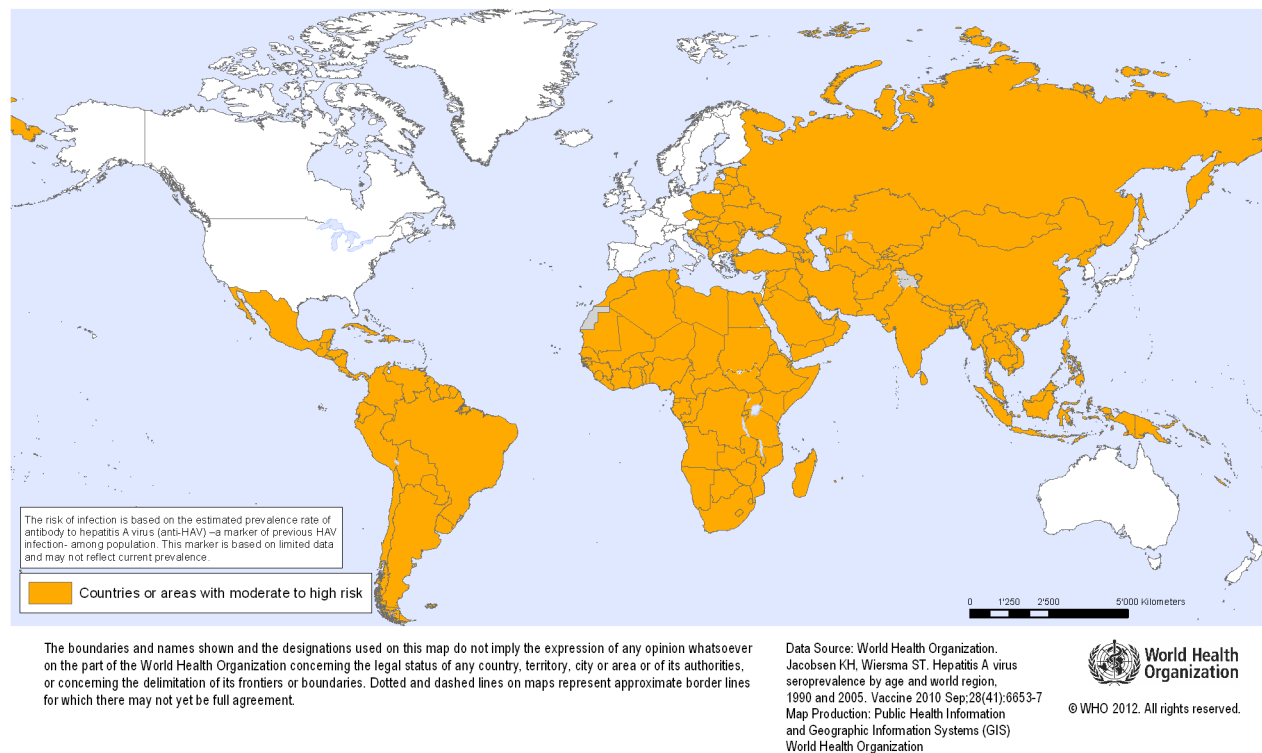 The risk of infection is based on the estimated prevalence rate of
antibody to hepatitis A virus (anti-HAV) –a marker of previous HAV
infection- among population. This marker is based on limited data
and may not reflect current prevalence.
Countries or areas with moderate to high risk
0 1'250 2'500 5'000 Kilometers
The boundaries and names shown and the designations used on this map do not imply the expression of any opinion whatsoever
on the part of the World Health Organization concerning the legal status of any country, territory, city or area or of its authorities,
or concerning the delimitation of its frontiers or boundaries. Dotted and dashed lines on maps represent approximate border lines
for which there may not yet be full agreement.
Data Source: World Health Organization.
Jacobsen KH, Wiersma ST. Hepatitis A virus
seroprevalence by age and world region,
1990 and 2005. Vaccine 2010 Sep;28(41):6653-7
Map Production: Public Health Information
and Geographic Information Systems (GIS)
World Health Organization
World Health
Organization
© WHO 2012. All rights reserved.